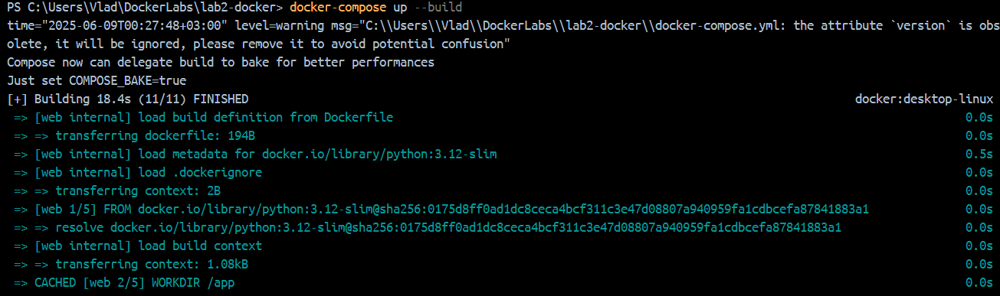 PS C:\Users\Vlad\DockerLabs\lab2-docker> docker-compose up --build
time="2025-06-09T00:27:48+03:00" level=warning msg="C:\\Users\\Vlad\\DockerLabs\\lab2-docker\\docker-compose.yml: the attribute `version` is obs
olete, it will be ignored, please remove it to avoid potential confusion"
Compose now can delegate build to bake for better performances
Just set COMPOSE_BAKE=true
[+] Building 18.4s (11/11) FINISHED docker:desktop-linux
=> [web internal] load build definition from Dockerfile 0.0s
=> => transferring dockerfile: 194B 0.0s
=> [web internal] load metadata for docker.io/library/python:3.12-slim 0.5s
=> [web internal] load .dockerignore 0.0s
=> => transferring context: 2B 0.0s
=> [web 1/5] FROM docker.io/library/python:3.12-slim@sha256:0175d8ff0ad1dc8ceca4bcf311c3e47d08807a940959fa1cdbcefa87841883a1 0.0s
=> => resolve docker.io/library/python:3.12-slim@sha256:0175d8ff0ad1dc8ceca4bcf311c3e47d08807a940959fa1cdbcefa87841883a1 0.0s
=> [web internal] load build context 0.0s
=> => transferring context: 1.08kB 0.0s
=> CACHED [web 2/5] WORKDIR /app 0.0s